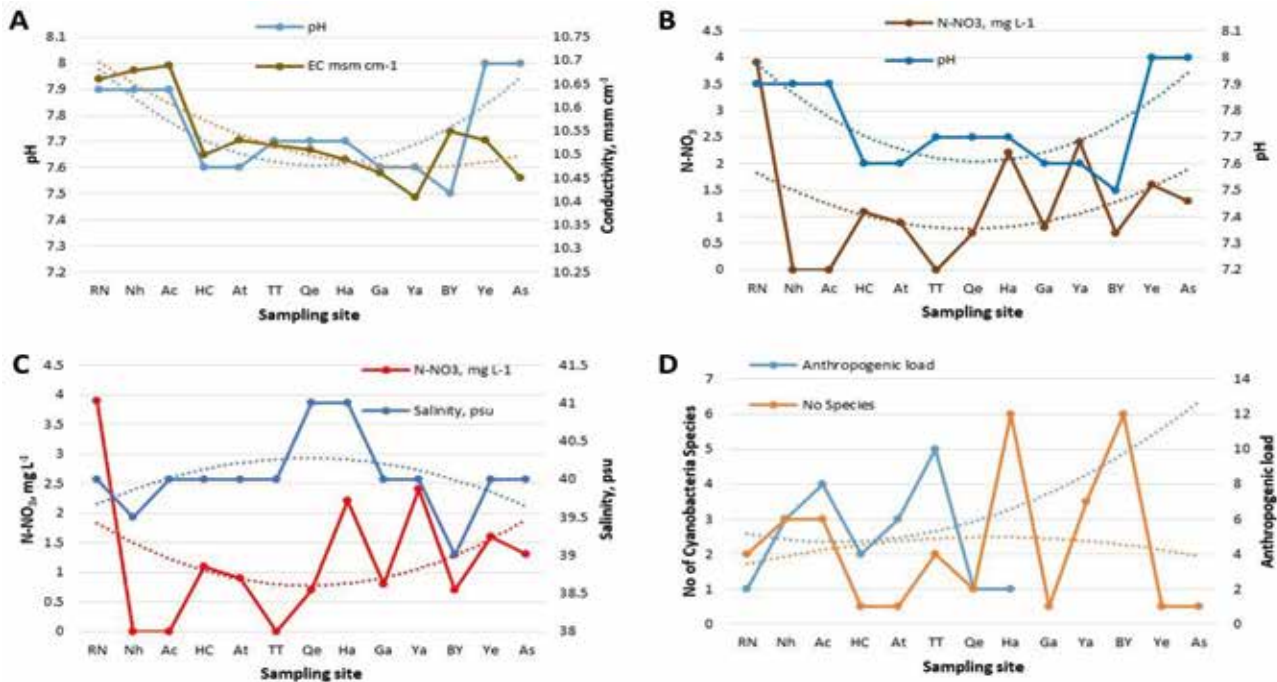 A
pH
EC msm cm-1
pH
8.1
8
7.9
7.8
7.7
7.6
7.5
7.4
7.3
7.2
10.75
10.7
10.65
10.6
10.55
10.5
10.45
10.4
10.35
10.3
10.25
Conductivity, msm cm-1
RN Nh Ac HC At TT Qe Ha Ga Ya BY Ye As
Sampling site
B
N-NO3, mg L-1
pH
N-NO3
4.5
4
3.5
3
2.5
2
1.5
1
0.5
0
8.1
8
7.9
7.8
7.7
7.6
7.5
7.4
7.3
7.2
pH
RN Nh Ac HC At TT Qe Ha Ga Ya BY Ye As
Sampling site
C
N-NO3, mg L-1
Salinity, psu
N-NO3, mg L-1
4.5
4
3.5
3
2.5
2
1.5
1
0.5
0
41.5
41
40.5
40
39.5
39
38.5
38
Salinity, psu
RN Nh Ac HC At TT Qe Ha Ga Ya BY Ye As
Sampling site
D
Anthropogenic load
No Species
No of Cyanobacteria Species
7
6
5
4
3
2
1
0
14
12
10
8
6
4
2
0
Anthropogenic load
RN Nh Ac HC At TT Qe Ha Ga Ya BY Ye As
Sampling site